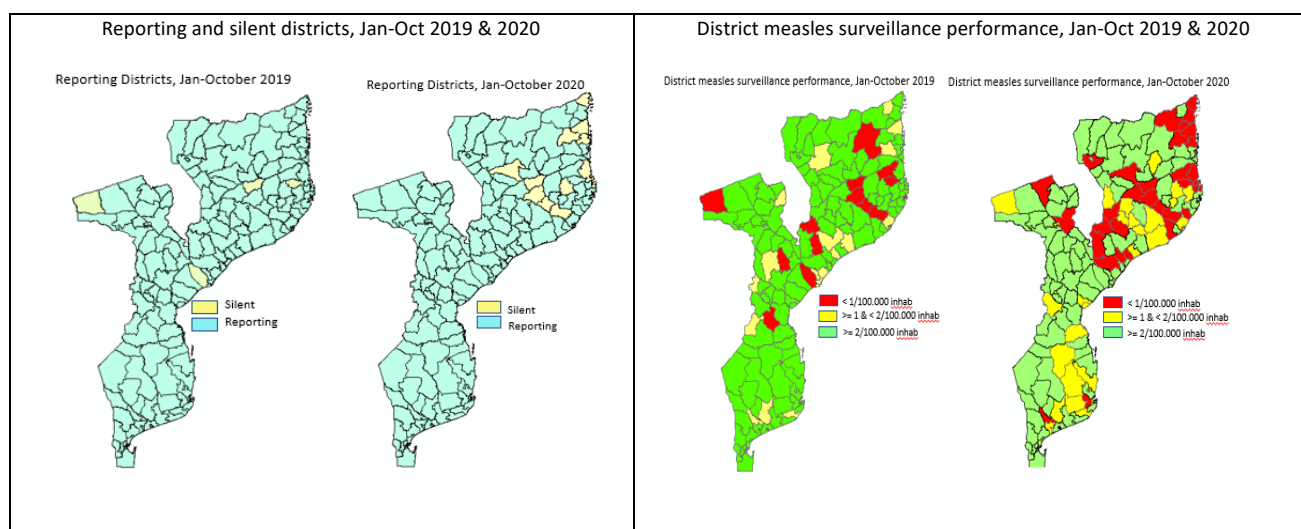 Reporting and silent districts, Jan-Oct 2019 & 2020
Reporting Districts, Jan-October 2019
Reporting Districts, Jan-October 2020
Silent
Reporting
Silent
Reporting
District measles surveillance performance, Jan-Oct 2019 & 2020
District measles surveillance performance, Jan-October 2019
District measles surveillance performance, Jan-October 2020
< 1/100.000 inhab
>= 1 & < 2/100.000 inhab
>= 2/100.000 inhab
< 1/100.000 inhab
>= 1 & < 2/100.000 inhab
>= 2/100.000 inhab